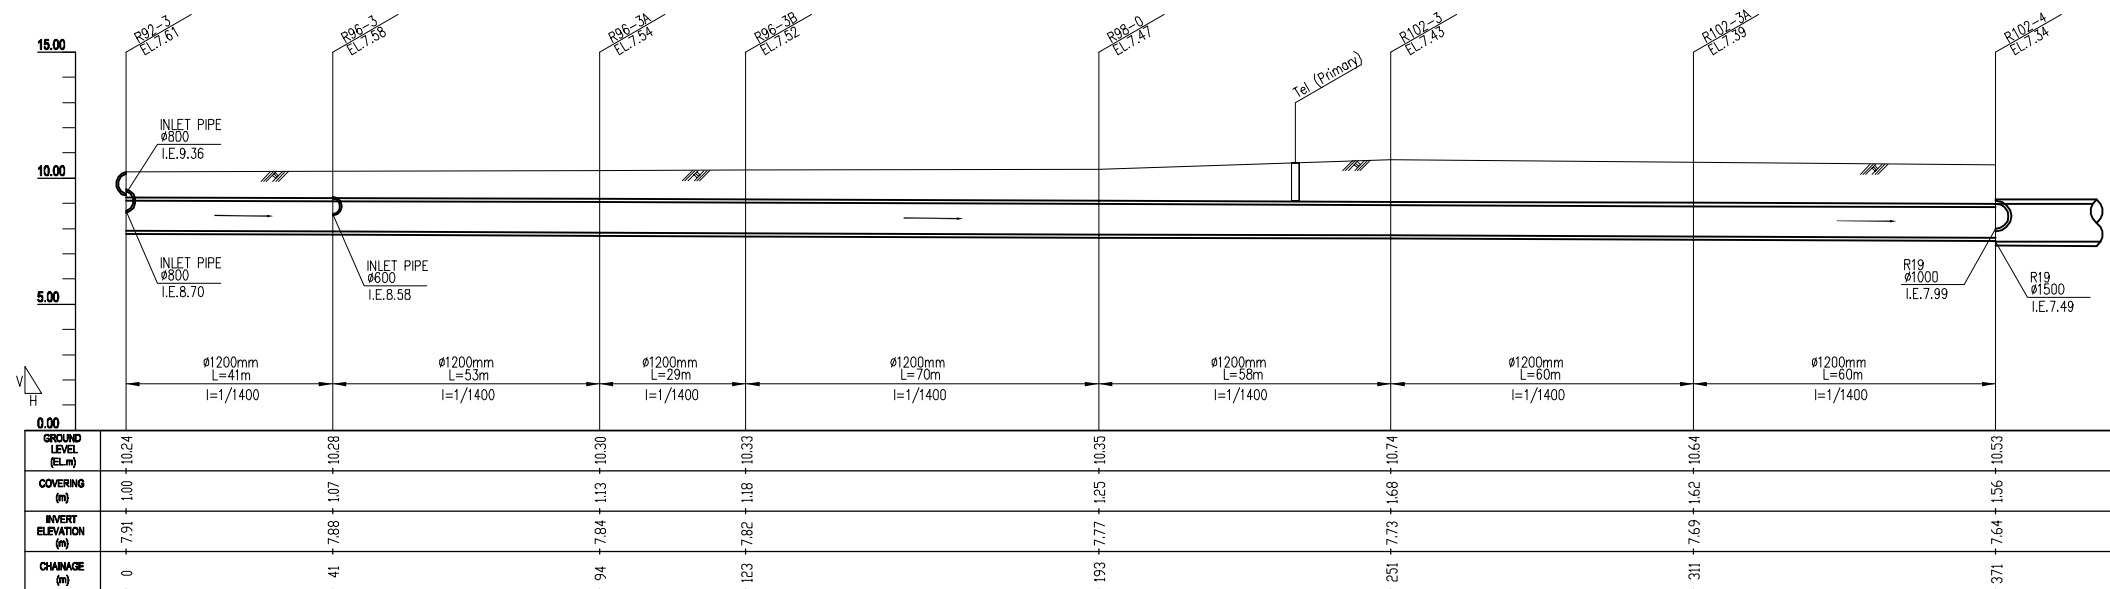 R92-3
EL.7.61
R96-3
EL.7.58
R96-3A
EL.7.54
R96-3B
EL.7.52
R98-0
EL.7.47
R102-3
EL.7.43
R102-3A
EL.7.39
R102-4
EL.7.34
15.00
10.00
5.00
0.00
Tel (Primary)
INLET PIPE
ø800
I.E.9.36
INLET PIPE
ø800
I.E.8.70
INLET PIPE
ø600
I.E.8.58
R19
ø1000
I.E.7.99
R19
ø1500
I.E.7.49
V
H
ø1200mm
L=41m
I=1/1400
ø1200mm
L=53m
I=1/1400
ø1200mm
L=29m
I=1/1400
ø1200mm
L=70m
I=1/1400
ø1200mm
L=58m
I=1/1400
ø1200mm
L=60m
I=1/1400
ø1200mm
L=60m
I=1/1400
GROUND
LEVEL
(EL.m)
10.24 10.28 10.30 10.33 10.35 10.74 10.64 10.53
COVERING
(m)
1.00 1.07 1.13 1.18 1.25 1.68 1.62 1.56
INVERT
ELEVATION
(m)
7.91 7.88 7.84 7.82 7.77 7.73 7.69 7.64
CHAINAGE
(m)
0 41 94 123 193 251 311 371